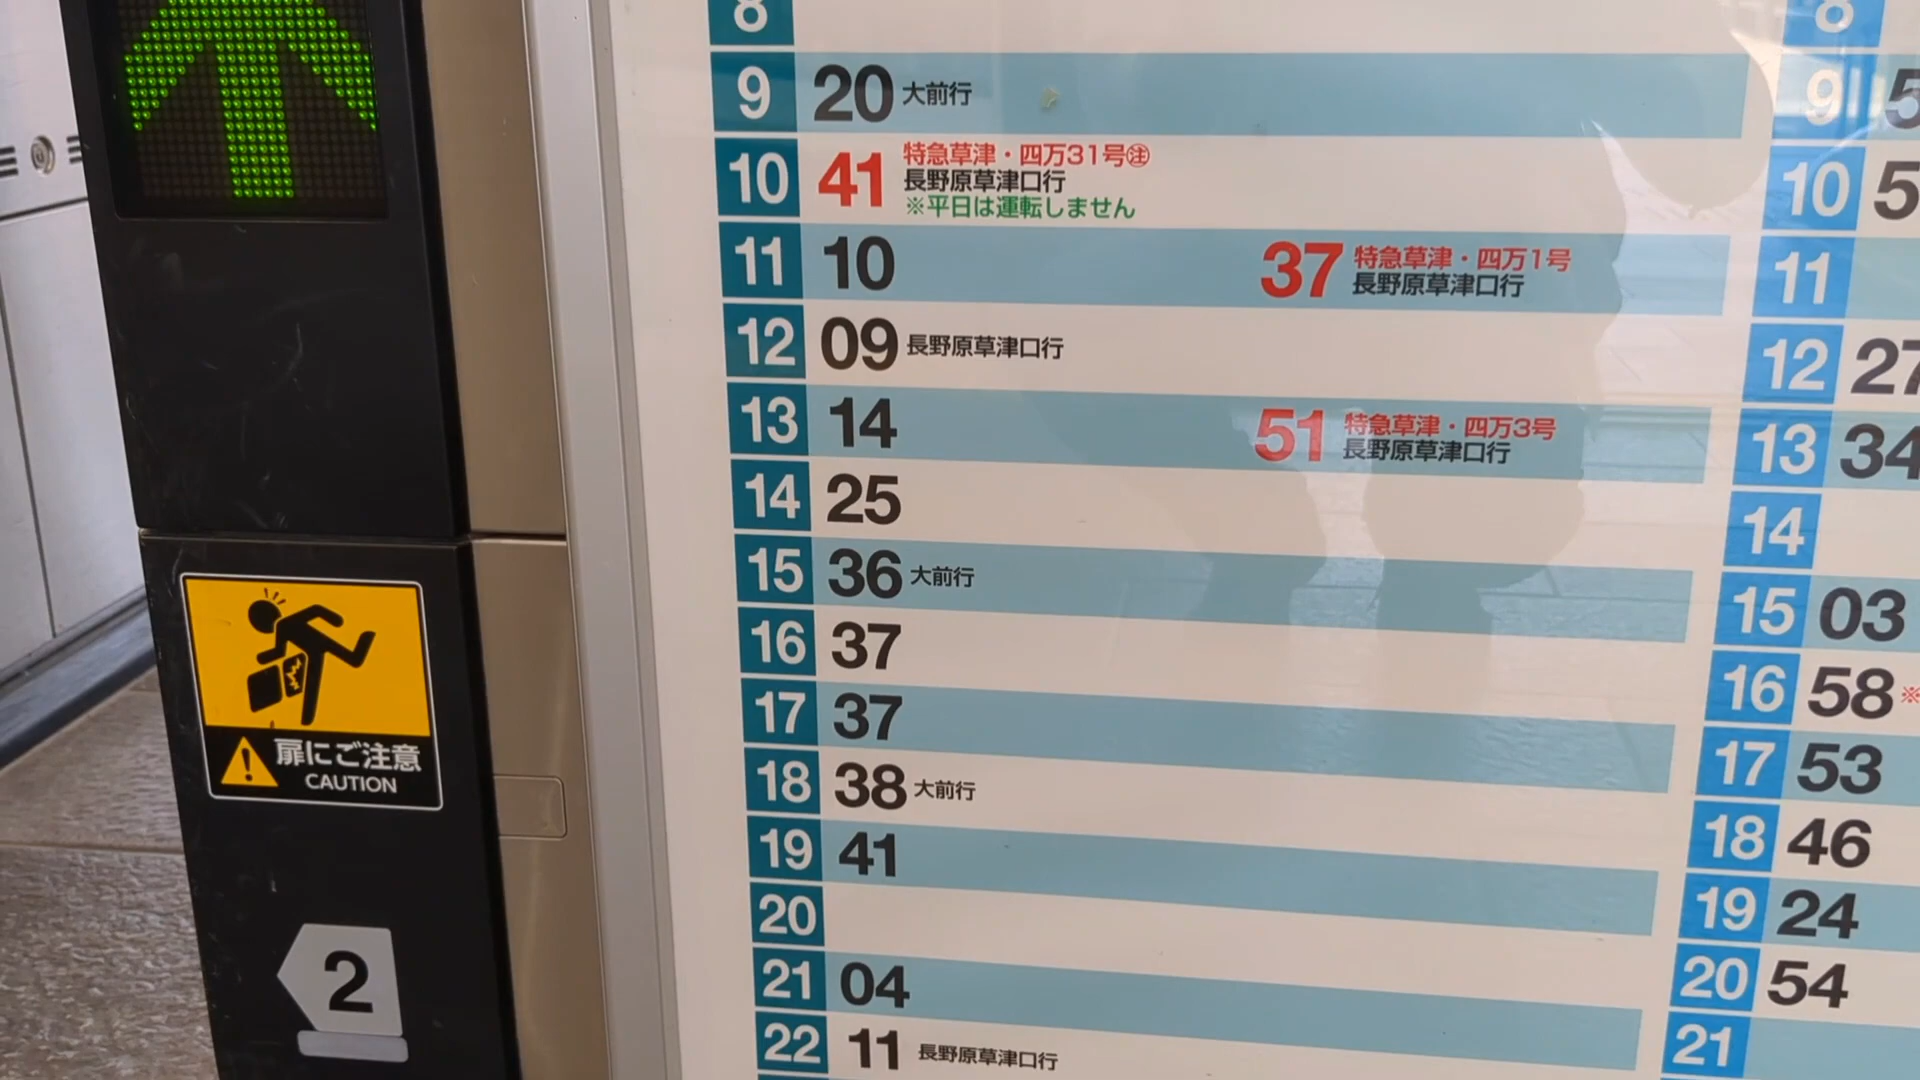 8
9 20 大前行
10 41 特急草津・四万31号㊟
長野原草津口行
※平日は運転しません
11 10 37 特急草津・四万1号
長野原草津口行
12 09 長野原草津口行
13 14 51 特急草津・四万3号
長野原草津口行
14 25
15 36 大前行
16 37
17 37
18 38 大前行
19 41
20
21 04
22 11 長野原草津口行
8
9 5
10 5
11
12 27
13 34
14
15 03
16 58 ※
17 53
18 46
19 24
20 54
21
扉にご注意
CAUTION
2